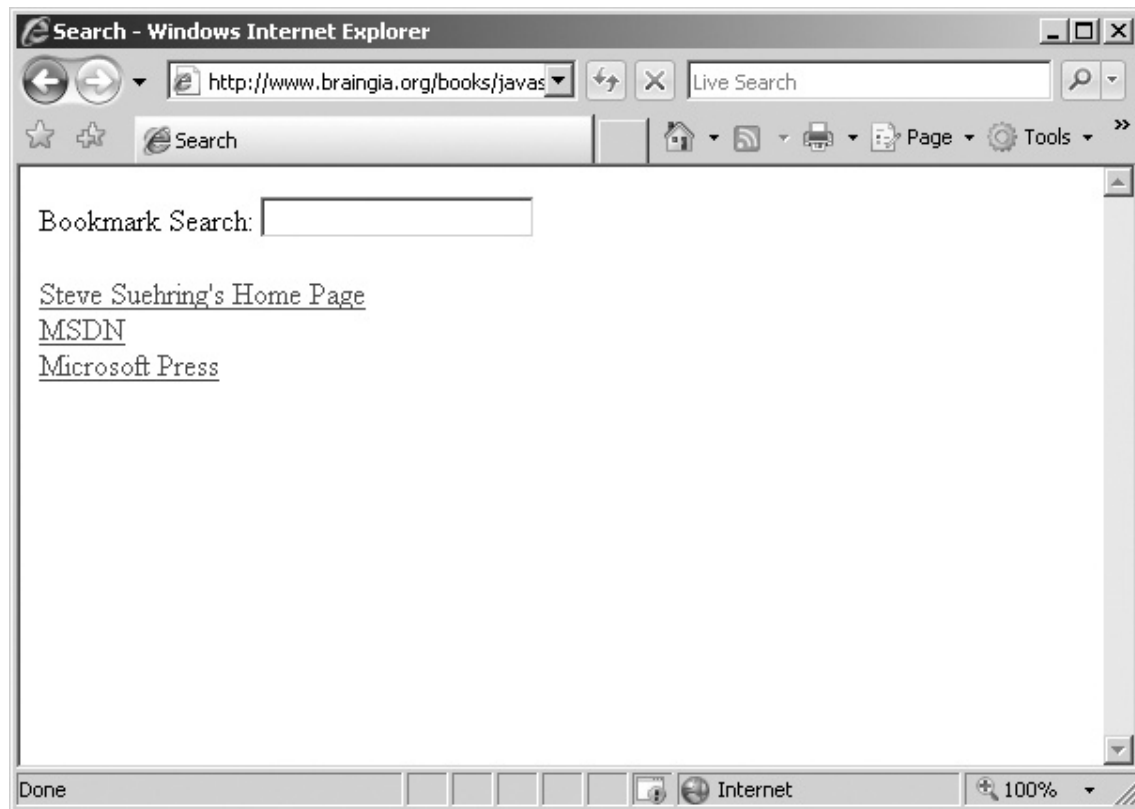 Search - Windows Internet Explorer
http://www.braingia.org/books/javas
Live Search
Search
Page
Tools
»
Bookmark Search:
Steve Suehring's Home Page
MSDN
Microsoft Press
Done
Internet
100%